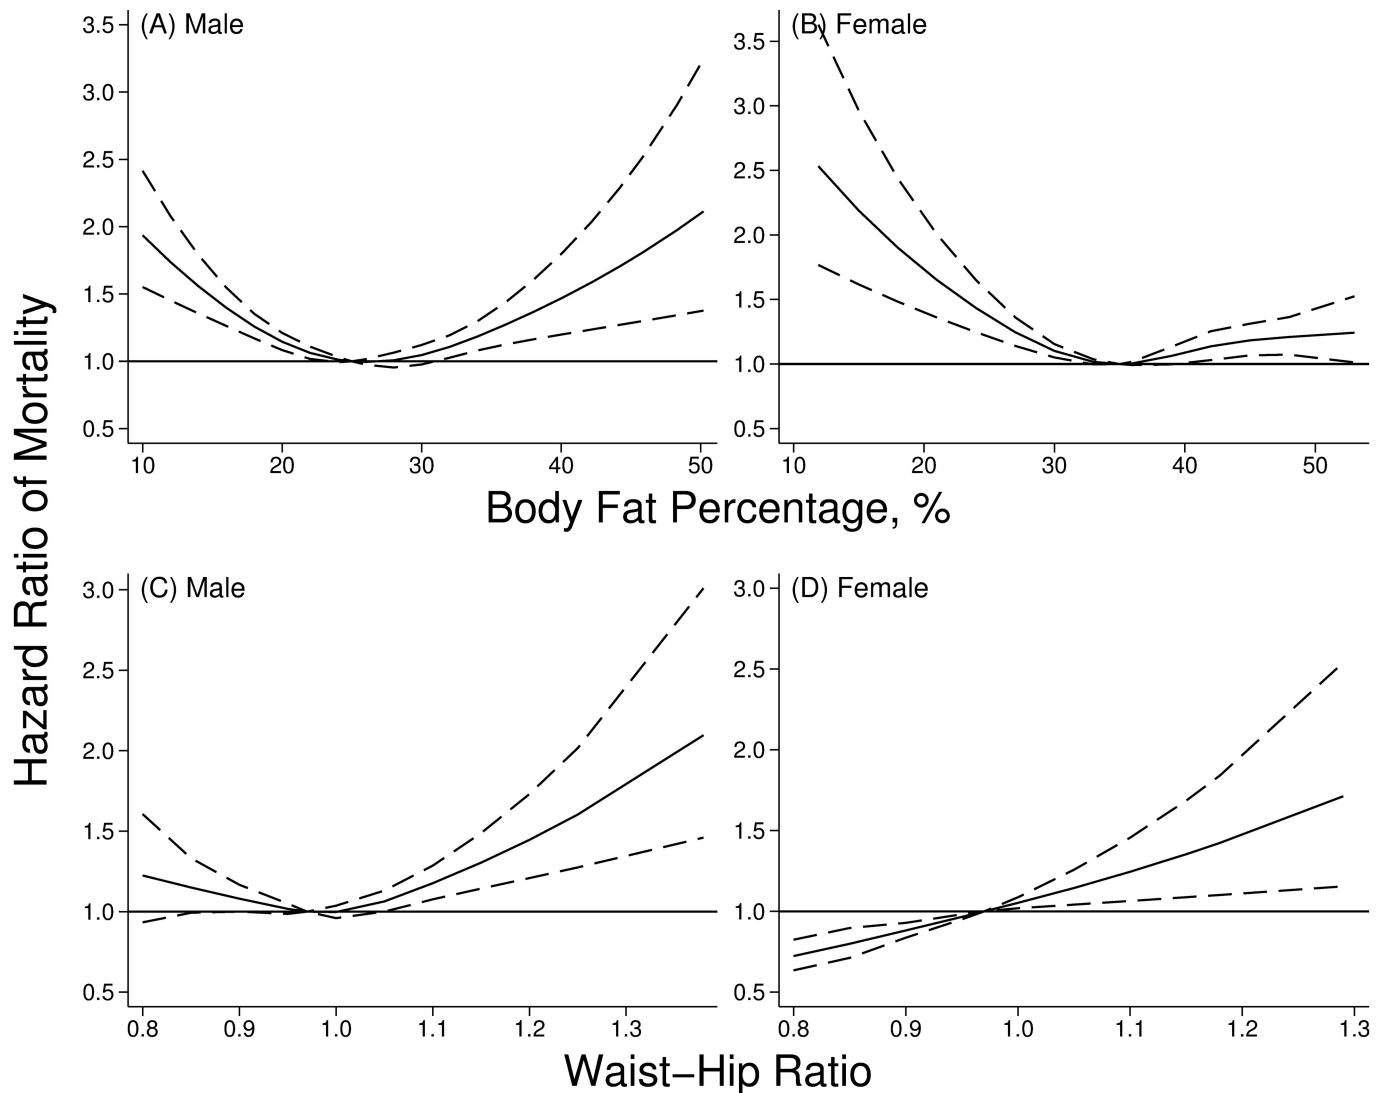 Hazard Ratio of Mortality
(A) Male
3.5
3.0
2.5
2.0
1.5
1.0
0.5
10 20 30 40 50
(B) Female
3.5
3.0
2.5
2.0
1.5
1.0
0.5
10 20 30 40 50
Body Fat Percentage, %
(C) Male
3.0
2.5
2.0
1.5
1.0
0.5
0.8 0.9 1.0 1.1 1.2 1.3
(D) Female
3.0
2.5
2.0
1.5
1.0
0.5
0.8 0.9 1.0 1.1 1.2 1.3
Waist−Hip Ratio